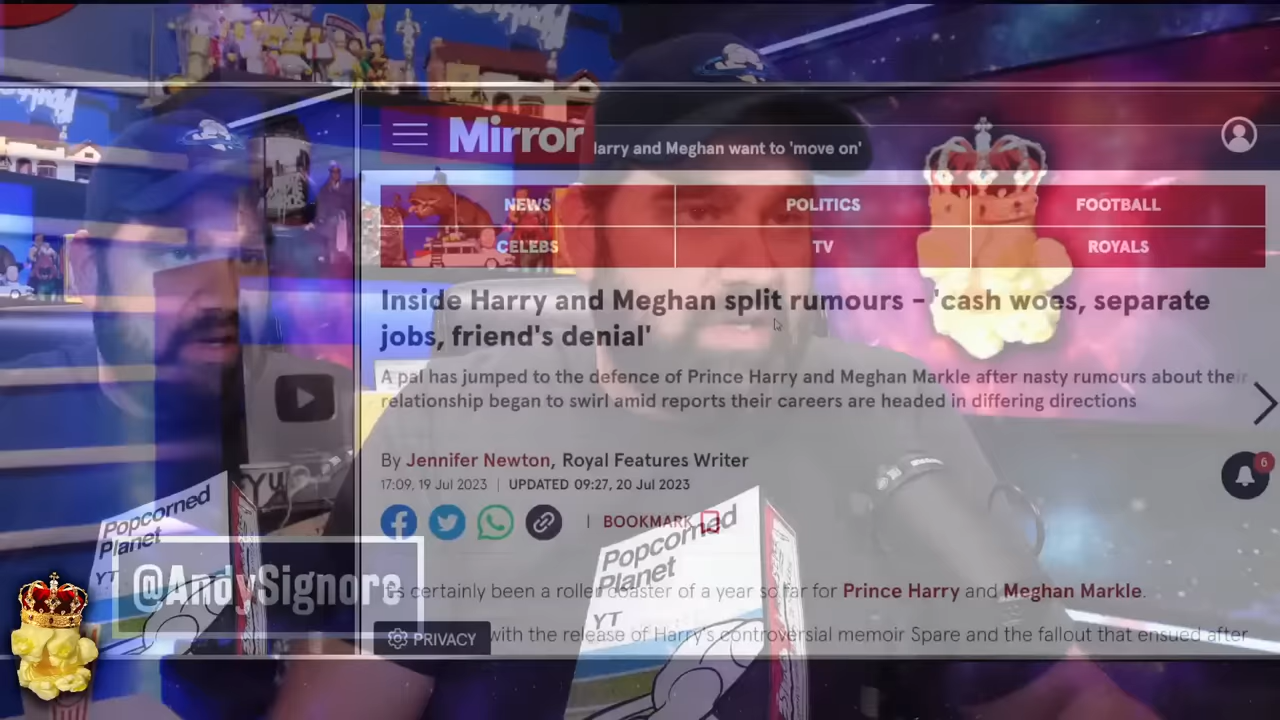 Mirror
Harry and Meghan want to 'move on'
NEWS
POLITICS
FOOTBALL
CELEBS
TV
ROYALS
Inside Harry and Meghan split rumours - 'cash woes, separate
jobs, friend's denial'
A pal has jumped to the defence of Prince Harry and Meghan Markle after nasty rumours about their
relationship began to swirl amid reports their careers are headed in differing directions
By Jennifer Newton, Royal Features Writer
17:09, 19 Jul 2023 | UPDATED 09:27, 20 Jul 2023
6
| BOOKMARK
Popcorned
Planet
YT
Popcorned
Planet
YT
@AndySignore
It's certainly been a roller coaster of a year so far for Prince Harry and Meghan Markle.
PRIVACY
with the release of Harry's controversial memoir Spare and the fallout that ensued after